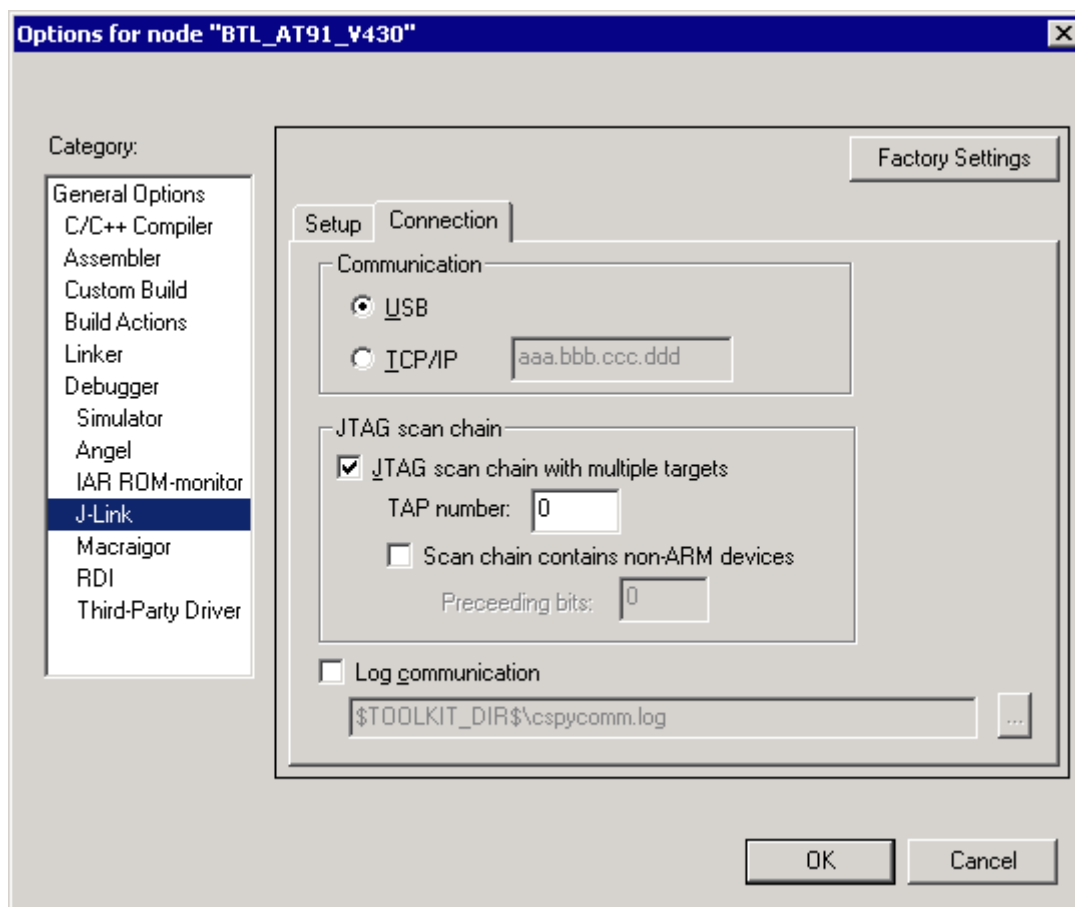 Options for node "BTL_AT91_V430"
Category:
General Options
C/C++ Compiler
Assembler
Custom Build
Build Actions
Linker
Debugger
Simulator
Angel
IAR ROM-monitor
J-Link
Macraigor
RDI
Third-Party Driver
Factory Settings
Setup Connection
Communication
USB
TCP/IP aaa.bbb.ccc.ddd
JTAG scan chain
JTAG scan chain with multiple targets
TAP number: 0
Scan chain contains non-ARM devices
Preceeding bits: 0
Log communication
$TOOLKIT_DIR$\cspycomm.log ...
OK Cancel